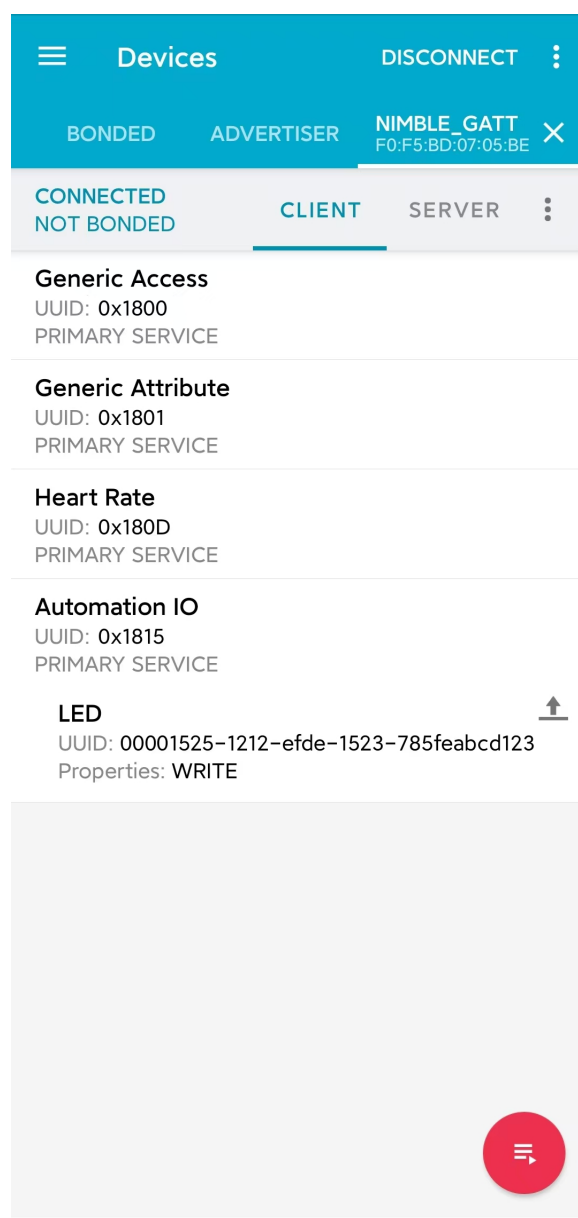 Devices
DISCONNECT
BONDED
ADVERTISER
NIMBLE_GATT
F0:F5:BD:07:05:BE
CONNECTED
NOT BONDED
CLIENT
SERVER
Generic Access
UUID: 0x1800
PRIMARY SERVICE
Generic Attribute
UUID: 0x1801
PRIMARY SERVICE
Heart Rate
UUID: 0x180D
PRIMARY SERVICE
Automation IO
UUID: 0x1815
PRIMARY SERVICE
LED
UUID: 00001525-1212-efde-1523-785feabcd123
Properties: WRITE